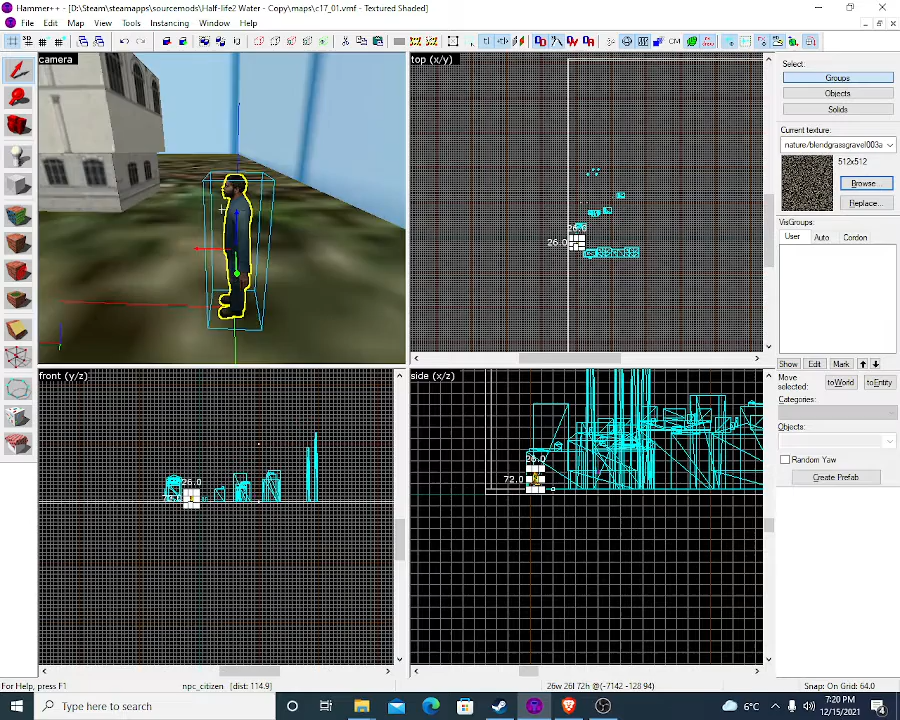 Hammer++ - [D:\Steam\steamapps\sourcemods\Half-life2 Water - Copy\maps\c17_01.vmf - Textured Shaded]
File Edit Map View Tools Instancing Window Help
camera
top (x/y)
26.0
26.0
front (y/z)
26.0
side (x/z)
26.0
72.0
Select:
Groups
Objects
Solids
Current texture:
nature/blendgrassgravel003a
512x512
Browse...
Replace...
VisGroups:
User Auto Cordon
Show Edit Mark
Move selected:
toWorld toEntity
Categories:
Objects:
Random Yaw
Create Prefab
For Help, press F1
npc_citizen [dist: 114.9]
26w 26l 72h @(-7142 -128 94)
Snap: On Grid: 64.0
Type here to search
6°C
7:20 PM
12/15/2021
4